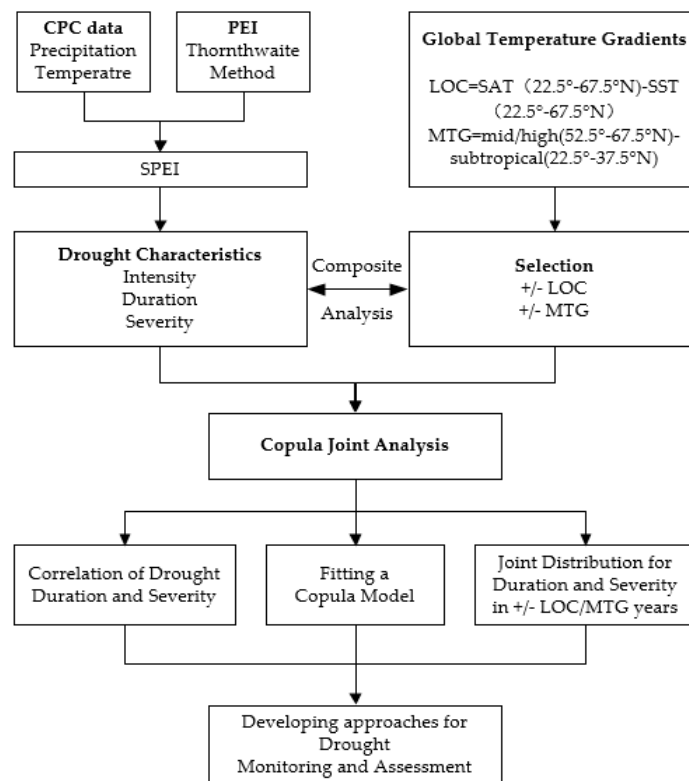 CPC data
Precipitation
Temperatre
PEI
Thornthwaite
Method
Global Temperature Gradients
LOC=SAT（22.5°-67.5°N)-SST
（22.5°-67.5°N）
MTG=mid/high(52.5°-67.5°N)-
subtropical(22.5°-37.5°N)
SPEI
Drought Characteristics
Intensity
Duration
Severity
Composite
Analysis
Selection
+/- LOC
+/- MTG
Copula Joint Analysis
Correlation of Drought
Duration and Severity
Fitting a
Copula Model
Joint Distribution for
Duration and Severity
in +/- LOC/MTG years
Developing approaches for
Drought
Monitoring and Assessment